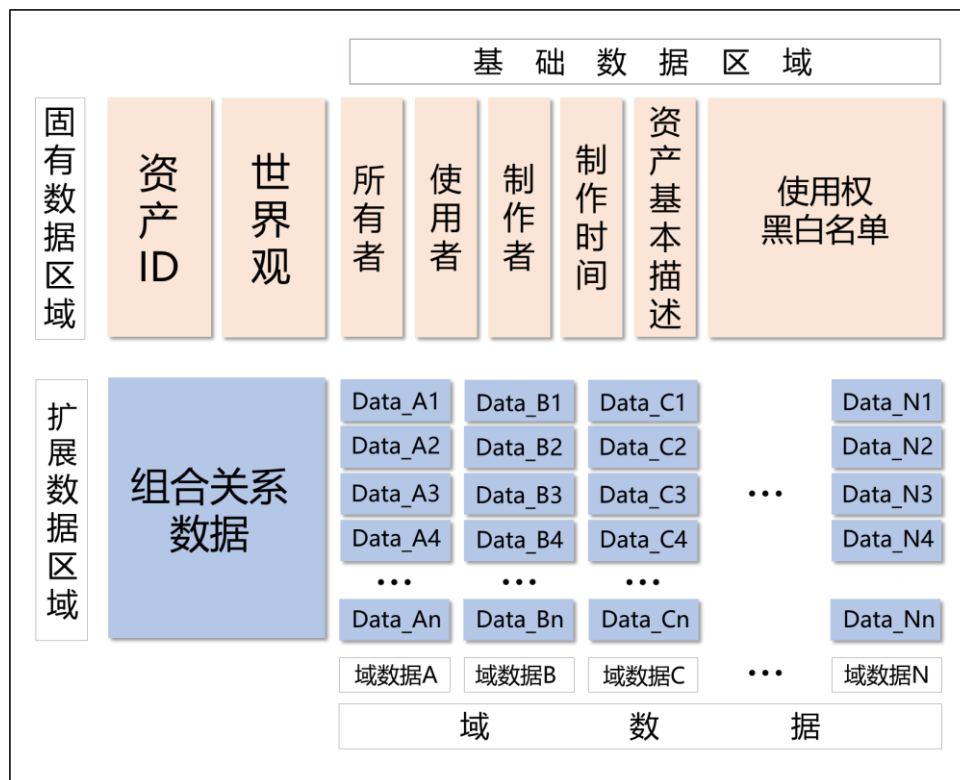 基础数据区域
固有数据区域
资产ID
世界观
所有者
使用者
制作者
制作时间
资产基本描述
使用权
黑白名单
扩展数据区域
组合关系
数据
Data_A1 Data_B1 Data_C1 Data_N1
Data_A2 Data_B2 Data_C2 Data_N2
Data_A3 Data_B3 Data_C3 ... Data_N3
Data_A4 Data_B4 Data_C4 Data_N4
... ... ...
Data_An Data_Bn Data_Cn Data_Nn
域数据A 域数据B 域数据C ... 域数据N
域数据